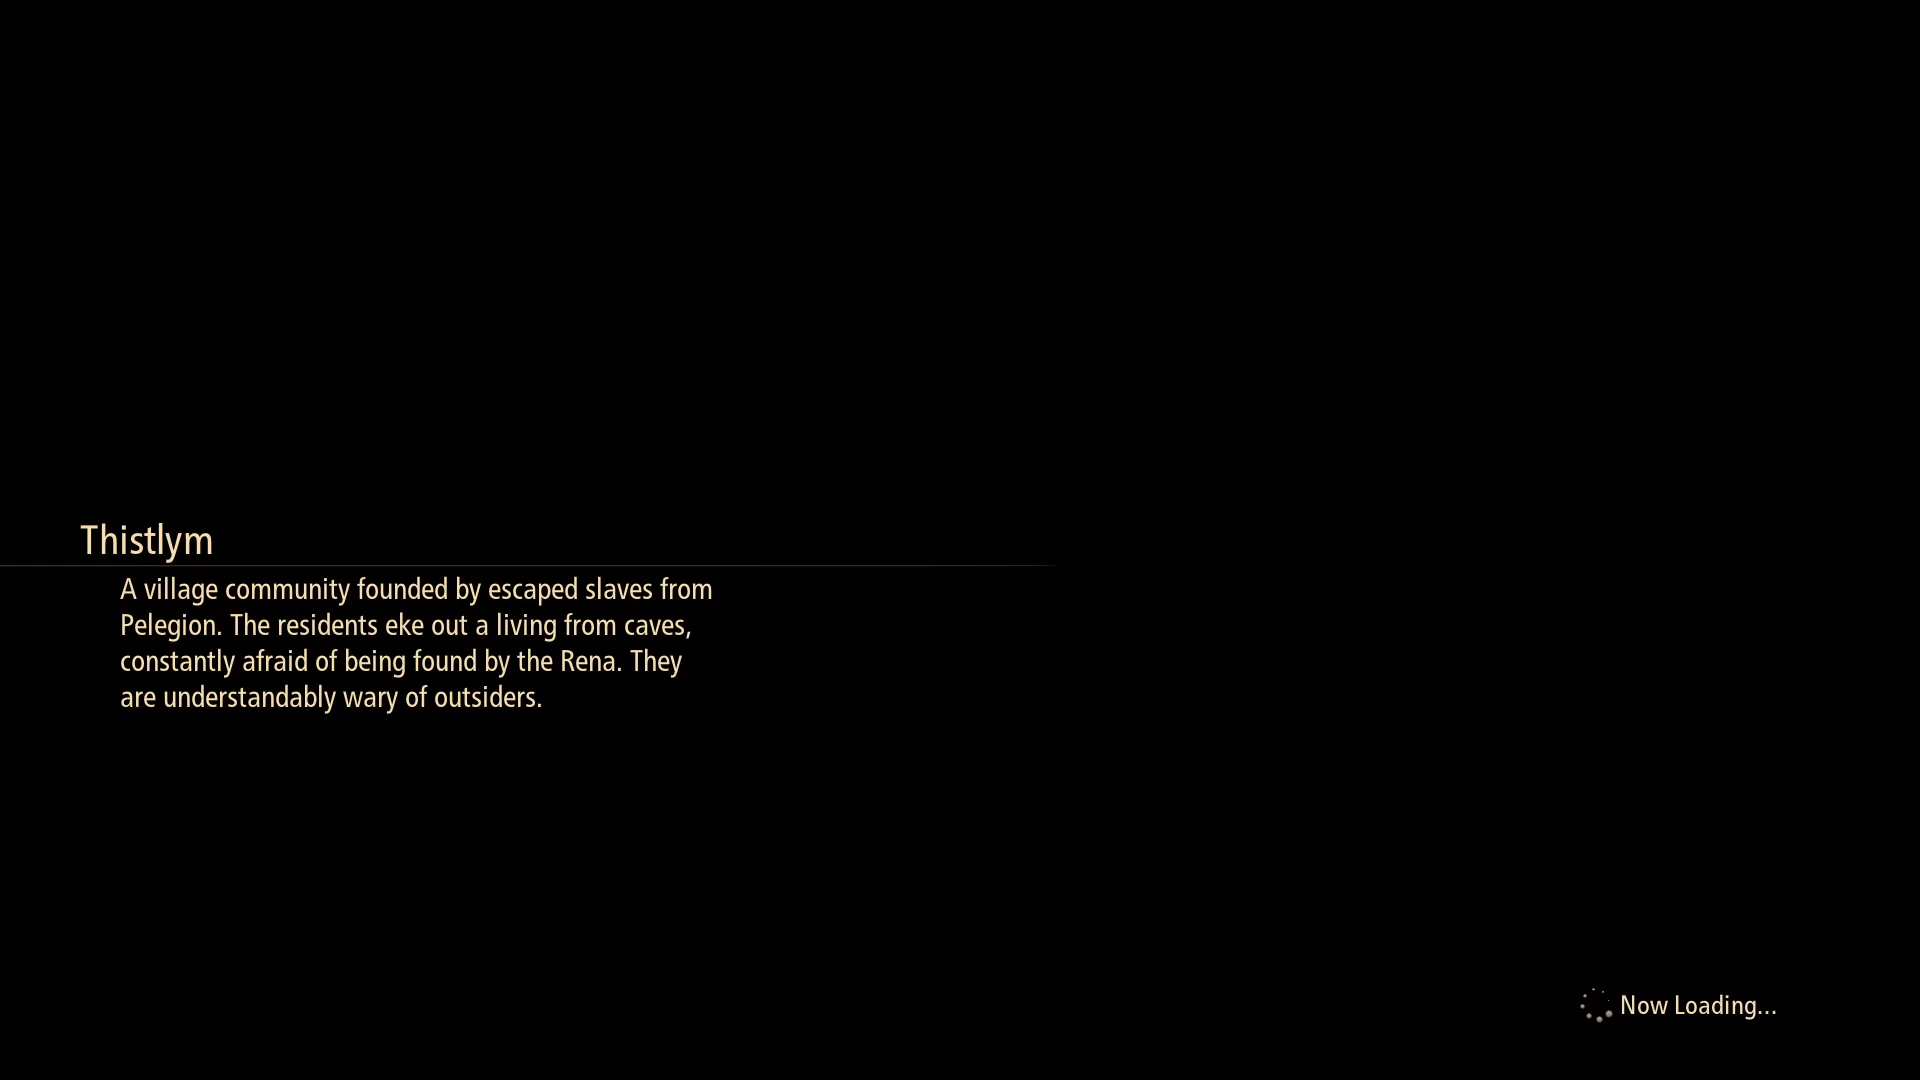 Thistlym
A village community founded by escaped slaves from
Pelegion. The residents eke out a living from caves,
constantly afraid of being found by the Rena. They
are understandably wary of outsiders.
Now Loading...